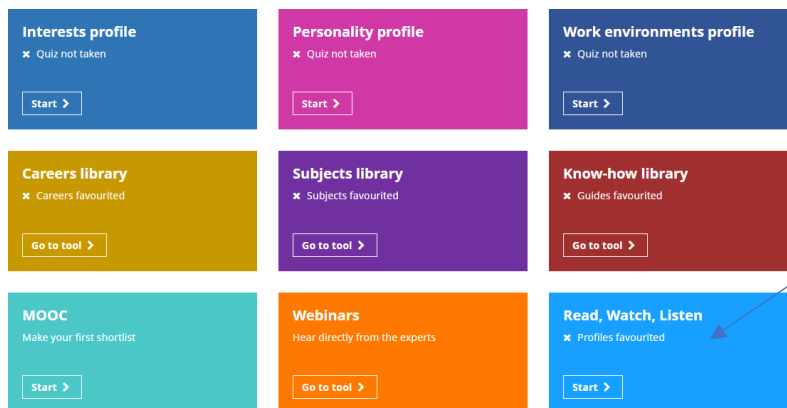 Interests profile
✖ Quiz not taken
Start ❯
Personality profile
✖ Quiz not taken
Start ❯
Work environments profile
✖ Quiz not taken
Start ❯
Careers library
✖ Careers favourited
Go to tool ❯
Subjects library
✖ Subjects favourited
Go to tool ❯
Know-how library
✖ Guides favourited
Go to tool ❯
MOOC
Make your first shortlist
Start ❯
Webinars
Hear directly from the experts
Go to tool ❯
Read, Watch, Listen
✖ Profiles favourited
Start ❯